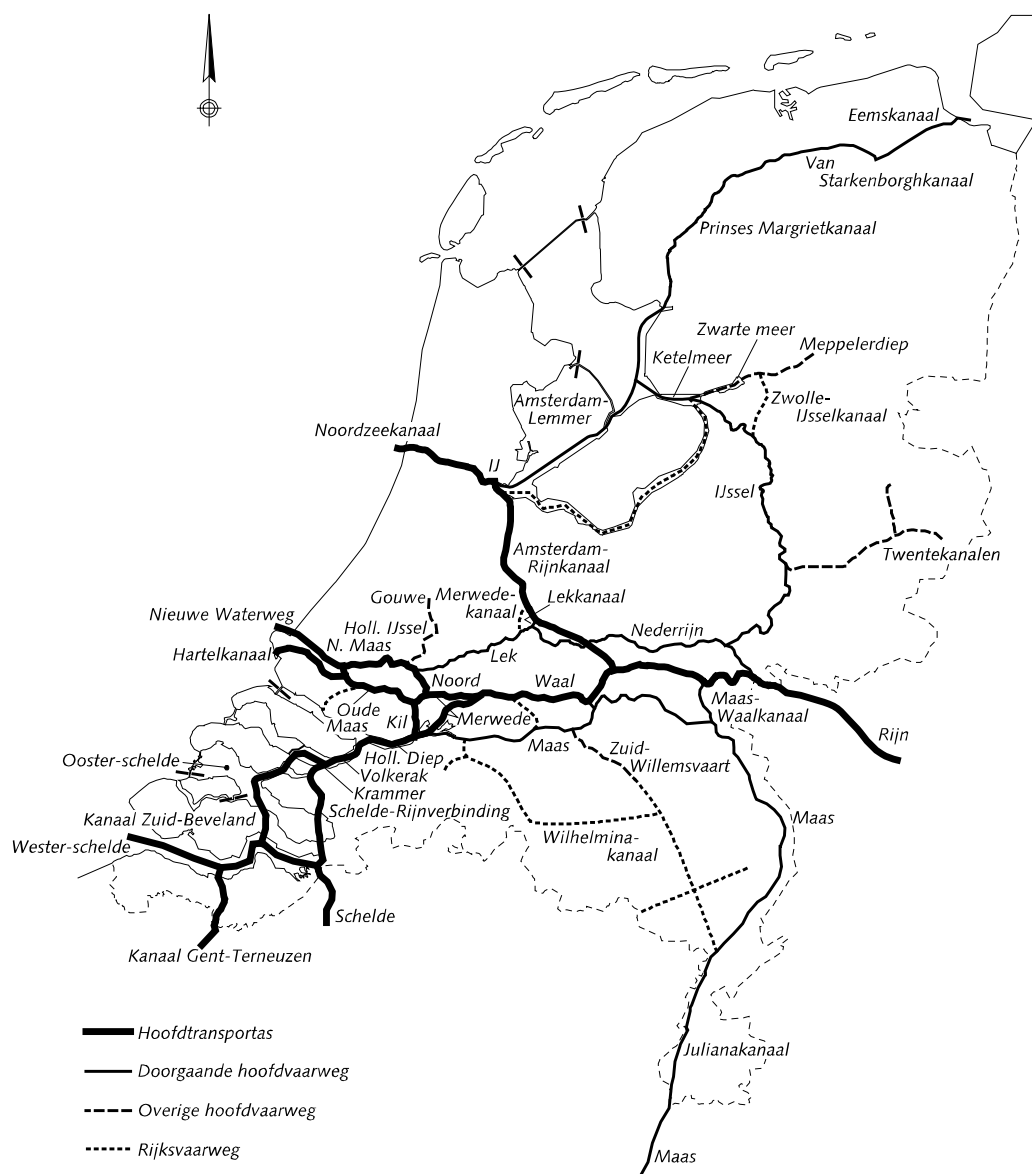 Eemskanaal
Van
Starkenborghkanaal
Prinses Margrietkanaal
Zwarte meer
Meppelerdiep
Ketelmeer
Amsterdam-
Lemmer
Zwolle-
IJsselkanaal
Noordzeekanaal
IJ
IJssel
Amsterdam-
Rijnkanaal
Twentekanalen
Gouwe
Merwede-
kanaal
Lekkanaal
Nieuwe Waterweg
Holl. IJssel
N. Maas
Nederrijn
Hartelkanaal
Lek
Noord
Waal
Oude
Maas
Kil
Merwede
Maas-
Waalkanaal
Rijn
Maas
Zuid-
Willemsvaart
Holl. Diep
Volkerak
Krammer
Ooster-schelde
Schelde-Rijnverbinding
Kanaal Zuid-Beveland
Maas
Wester-schelde
Wilhelmina-
kanaal
Schelde
Kanaal Gent-Terneuzen
Hoofdtransportas
Julianakanaal
Doorgaande hoofdvaarweg
Overige hoofdvaarweg
Rijksvaarweg
Maas